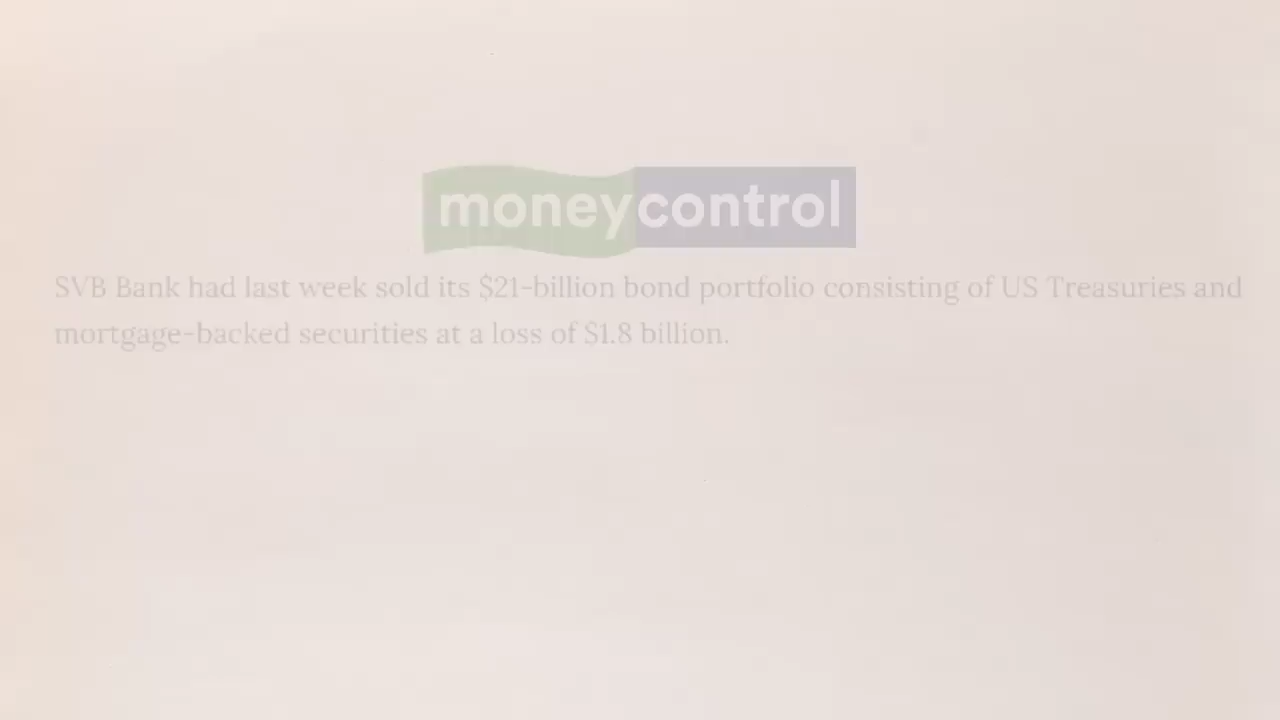 moneycontrol
SVB Bank had last week sold its $21-billion bond portfolio consisting of US Treasuries and
mortgage-backed securities at a loss of $1.8 billion.